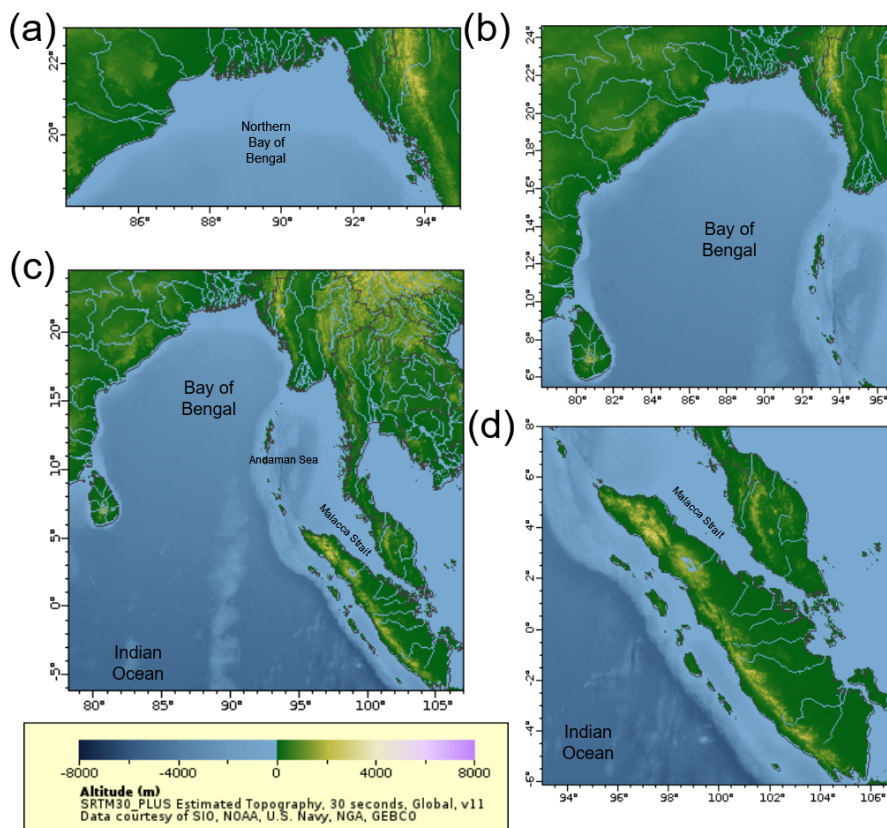 (a)
22°
20°
Northern
Bay of
Bengal
86° 88° 90° 92° 94°
(b)
24°
22°
20°
18°
16°
14°
12°
10°
8°
6°
Bay of
Bengal
80° 82° 84° 86° 88° 90° 92° 94° 96°
(c)
20°
15°
10°
5°
0°
-5°
Bay of
Bengal
Andaman Sea
Malacca Strait
Indian
Ocean
80° 85° 90° 95° 100° 105°
(d)
8°
6°
4°
2°
0°
-2°
-4°
-6°
Malacca Strait
Indian
Ocean
94° 96° 98° 100° 102° 104° 106°
-8000 -4000 0 4000 8000
Altitude (m)
SRTM30_PLUS Estimated Topography, 30 seconds, Global, v11
Data courtesy of SIO, NOAA, U.S. Navy, NGA, GEBCO